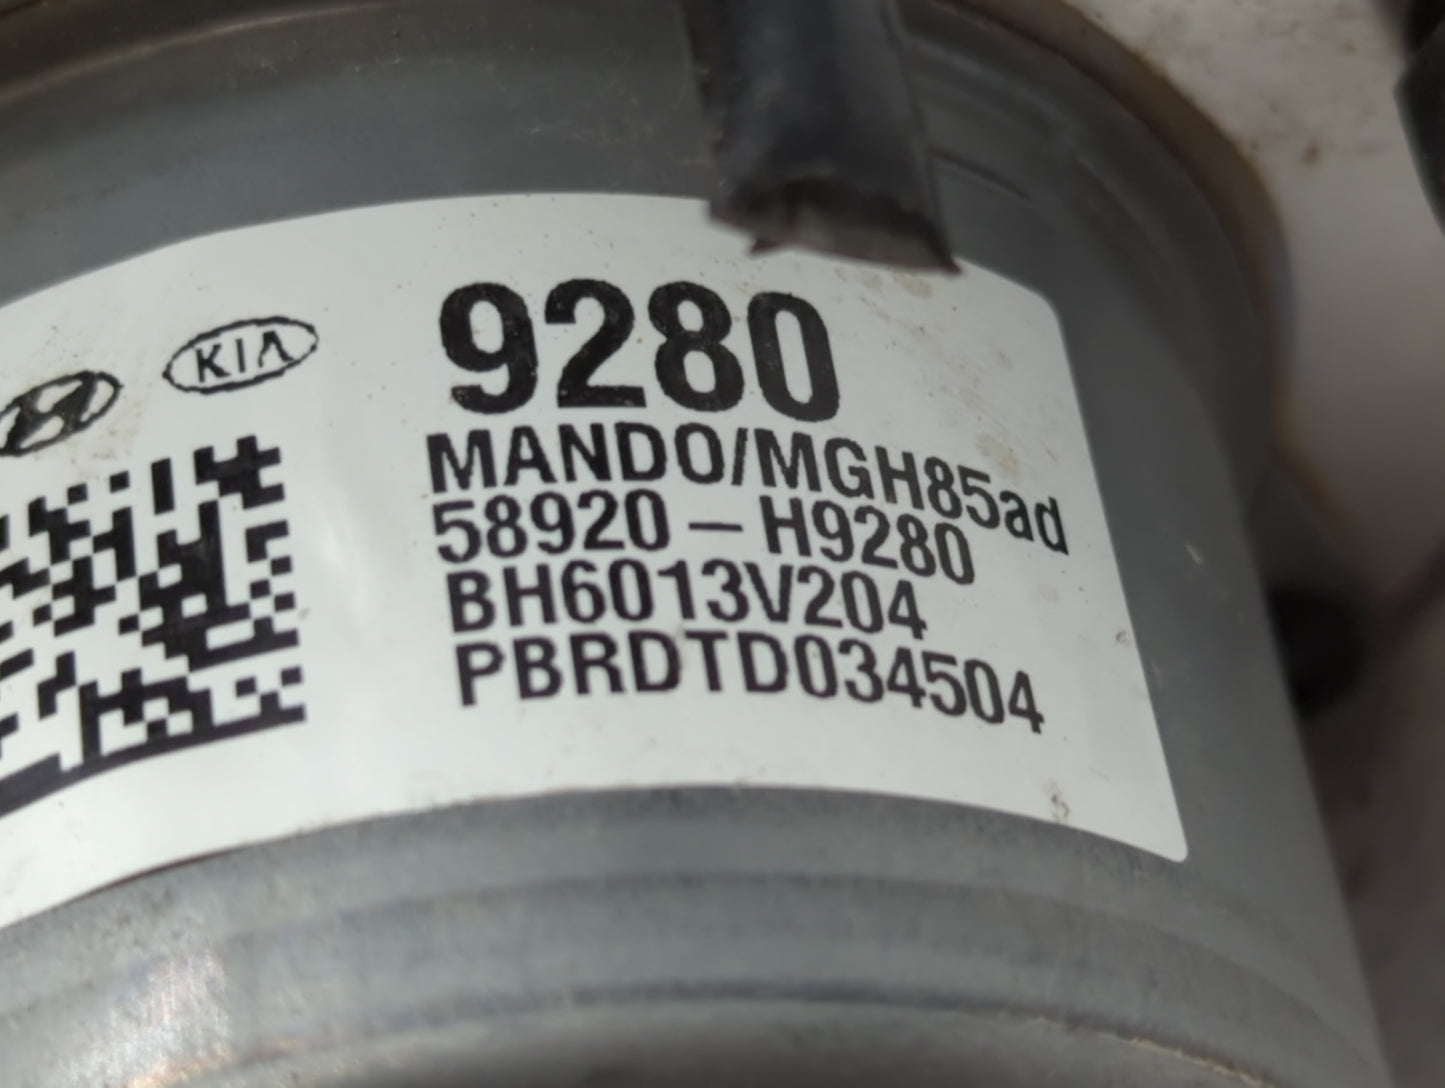 KIA
9280
MANDO/MGH85ad
58920-H9280
BH6013V204
PBRDTD034504